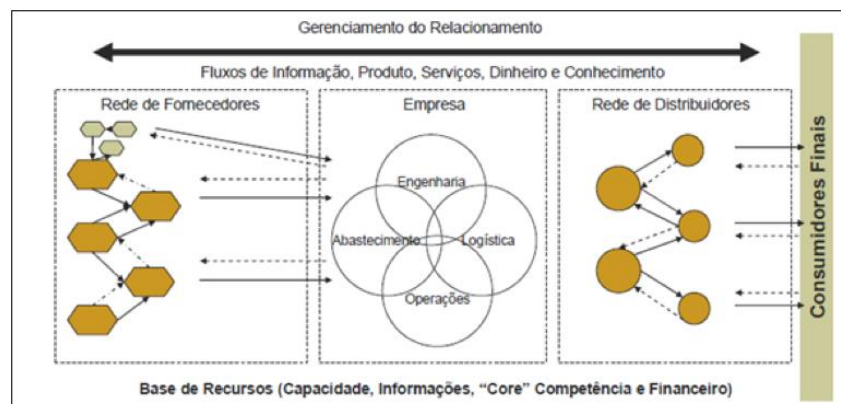 Gerenciamento do Relacionamento
Fluxos de Informação, Produto, Serviços, Dinheiro e Conhecimento
Rede de Fornecedores
Empresa
Rede de Distribuidores
Engenharia
Abastecimento
Logística
Operações
Consumidores Finais
Base de Recursos (Capacidade, Informações, “Core” Competência e Financeiro)